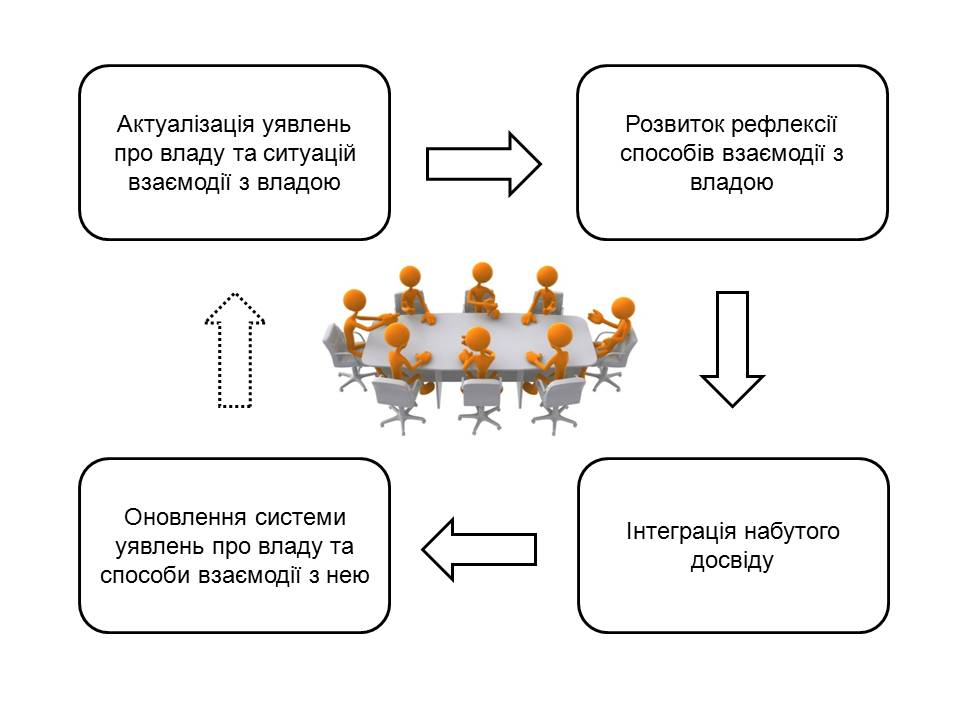 Актуалізація уявлень
про владу та ситуацій
взаємодії з владою
Розвиток рефлексії
способів взаємодії з
владою
Оновлення системи
уявлень про владу та
способи взаємодії з нею
Інтеграція набутого
досвіду